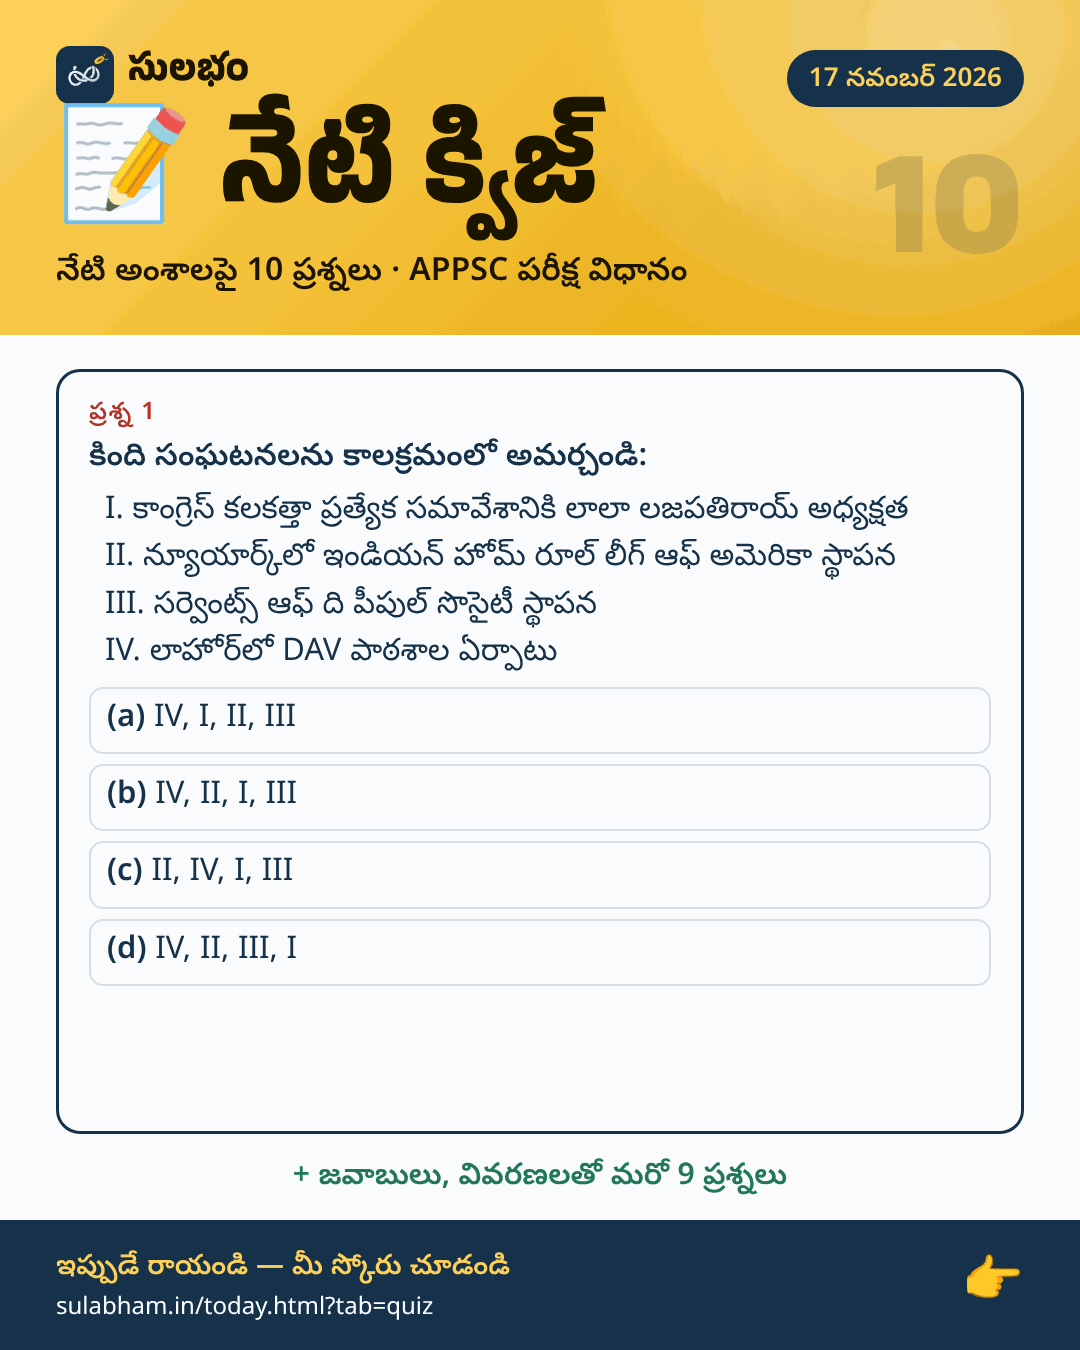 సులభం
17 నవంబర్ 2026
నేటి క్విజ్
10
నేటి అంశాలపై 10 ప్రశ్నలు · APPSC పరీక్ష విధానం
ప్రశ్న 1
కింది సంఘటనలను కాలక్రమంలో అమర్చండి:
I. కాంగ్రెస్ కలకత్తా ప్రత్యేక సమావేశానికి లాలా లజపతిరాయ్ అధ్యక్షత
II. న్యూయార్క్‌లో ఇండియన్ హోమ్ రూల్ లీగ్ ఆఫ్ అమెరికా స్థాపన
III. సర్వెంట్స్ ఆఫ్ ది పీపుల్ సొసైటీ స్థాపన
IV. లాహోర్‌లో DAV పాఠశాల ఏర్పాటు
(a) IV, I, II, III
(b) IV, II, I, III
(c) II, IV, I, III
(d) IV, II, III, I
+ జవాబులు, వివరణలతో మరో 9 ప్రశ్నలు
ఇప్పుడే రాయండి — మీ స్కోరు చూడండి
sulabham.in/today.html?tab=quiz